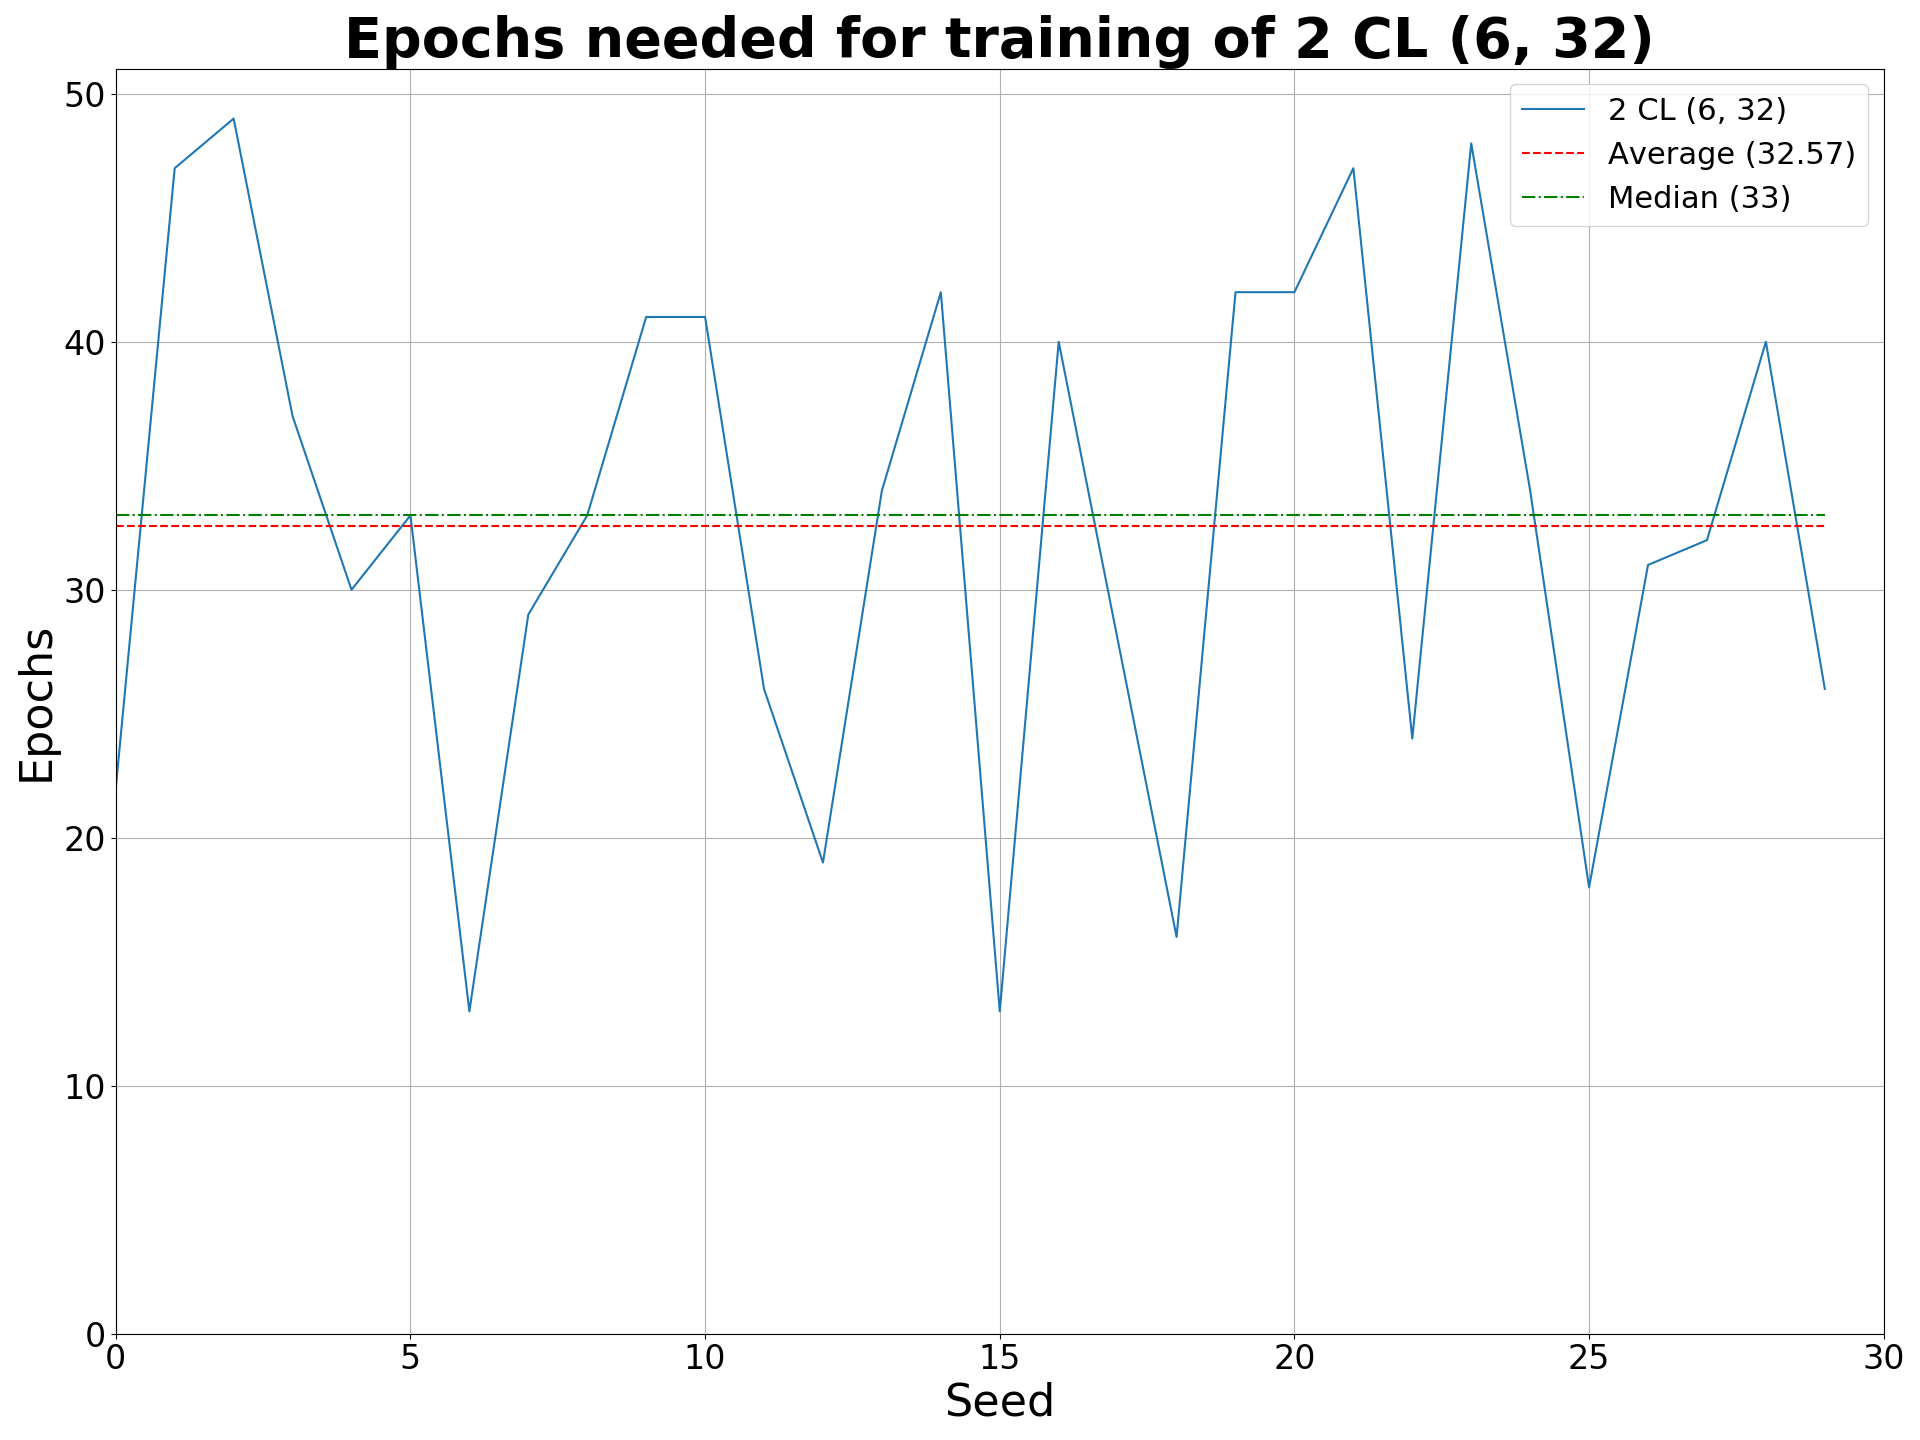 Epochs needed for training of 2 CL (6, 32)
2 CL (6, 32)
Average (32.57)
Median (33)
Epochs
50
40
30
20
10
0
0 5 10 15 20 25 30
Seed